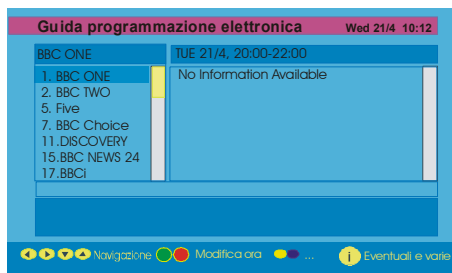 Guida programmazione elettronica Wed 21/4 10:12
BBC ONE TUE 21/4, 20:00-22:00
1. BBC ONE
2. BBC TWO
5. Five
7. BBC Choice
11.DISCOVERY
15.BBC NEWS 24
17.BBCi
No Information Available
Navigazione Modifica ora ... i Eventuali e varie